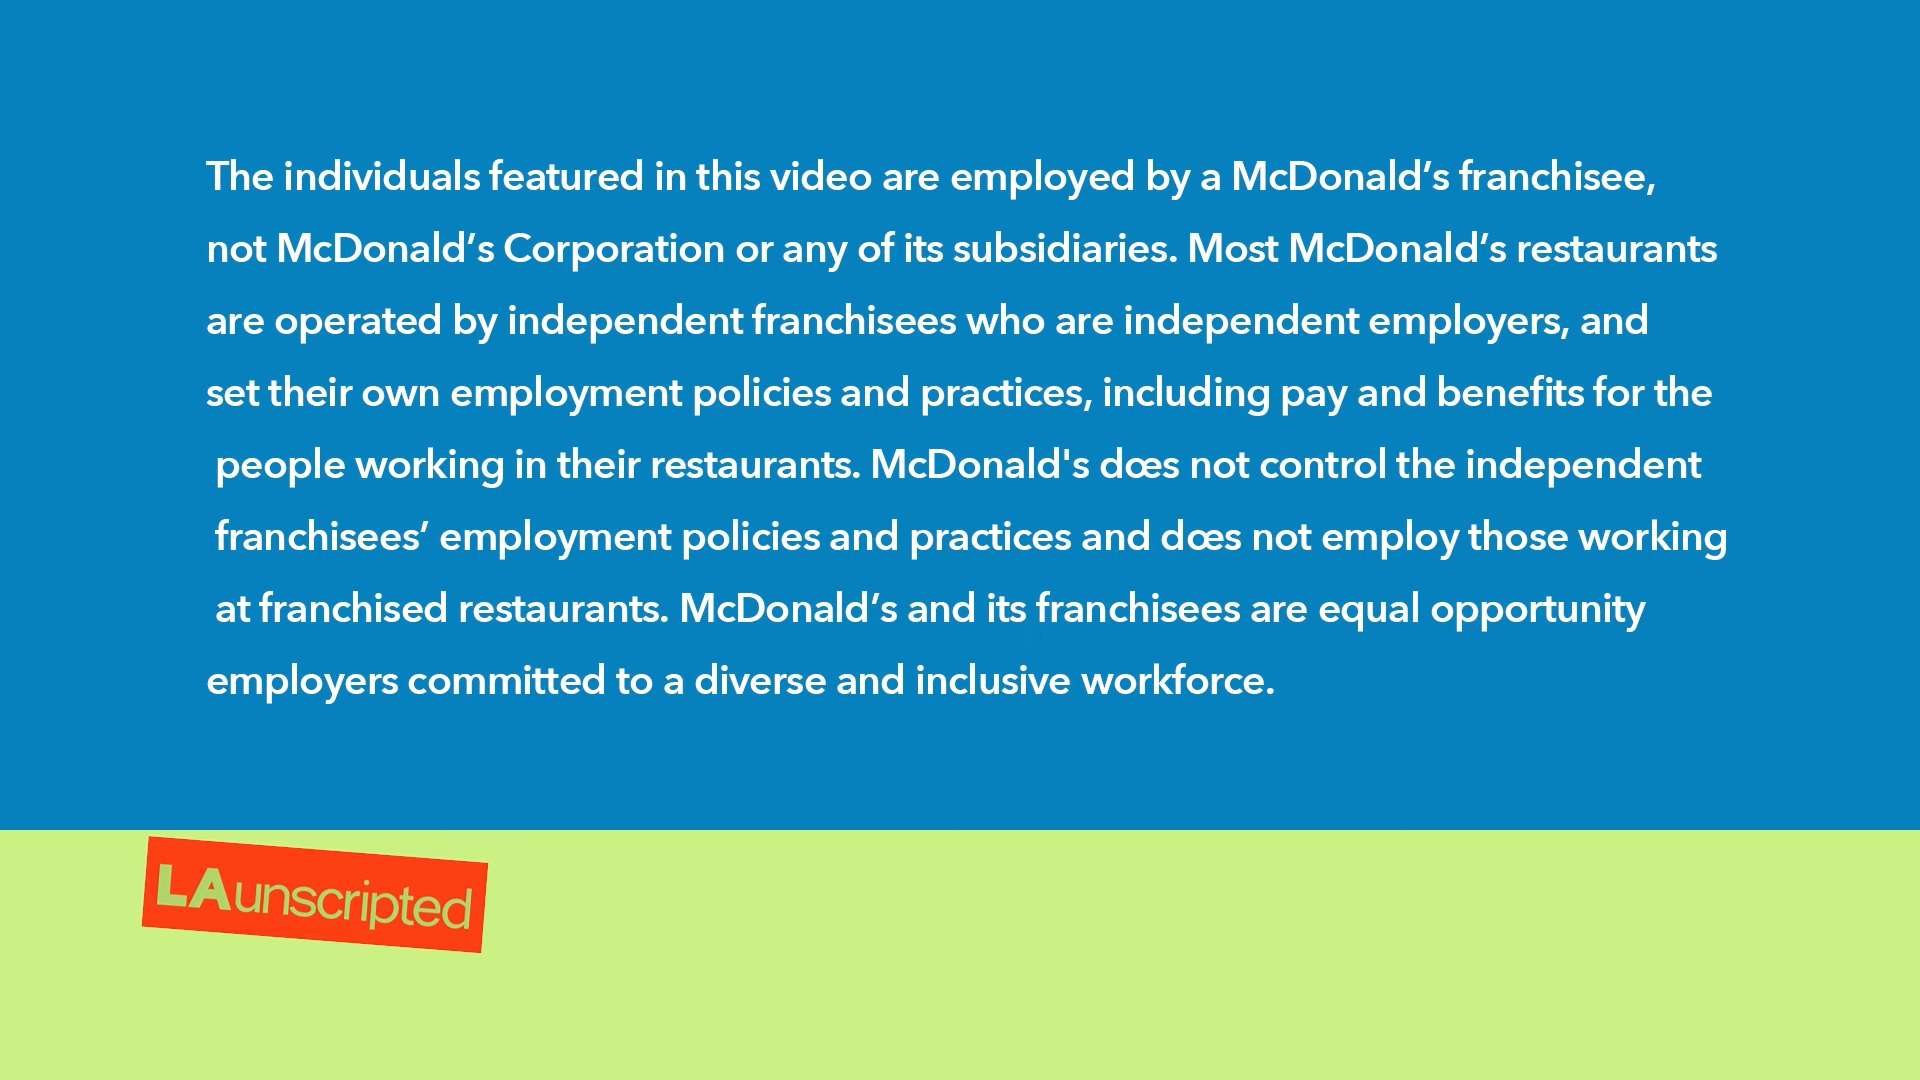 The individuals featured in this video are employed by a McDonald’s franchisee,
not McDonald’s Corporation or any of its subsidiaries. Most McDonald’s restaurants
are operated by independent franchisees who are independent employers, and
set their own employment policies and practices, including pay and benefits for the
people working in their restaurants. McDonald's dœs not control the independent
franchisees’ employment policies and practices and dœs not employ those working
at franchised restaurants. McDonald’s and its franchisees are equal opportunity
employers committed to a diverse and inclusive workforce.
LAunscripted